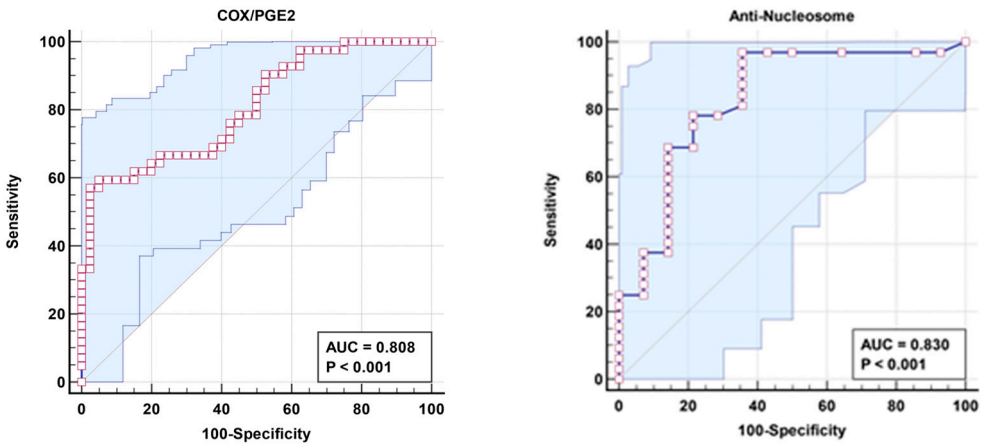 COX/PGE2
100
80
60
40
20
0
Sensitivity
0 20 40 60 80 100
100-Specificity
AUC = 0.808
P < 0.001
Anti-Nucleosome
100
80
60
40
20
0
Sensitivity
0 20 40 60 80 100
100-Specificity
AUC = 0.830
P < 0.001